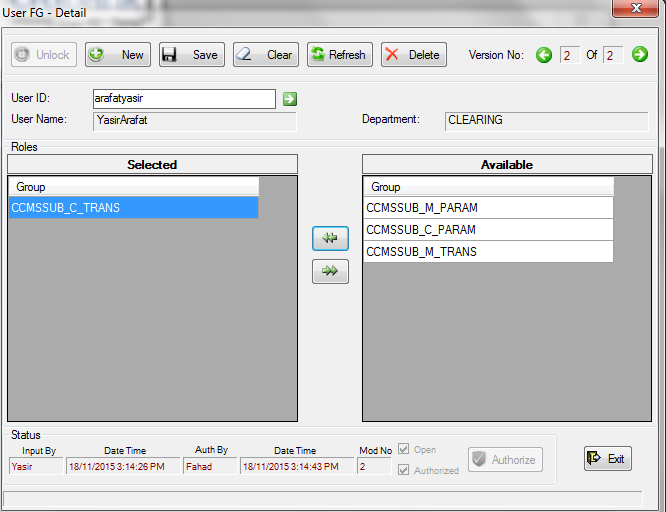 User FG - Detail
Unlock New Save Clear Refresh Delete Version No: 2 Of 2
User ID: arafatyasir
User Name: YasirArafat Department: CLEARING
Roles
Selected Available
Group Group
CCMSSUB_C_TRANS CCMSSUB_M_PARAM
CCMSSUB_C_PARAM
CCMSSUB_M_TRANS
Status
Input By Date Time Auth By Date Time Mod No Open
Yasir 18/11/2015 3:14:26 PM Fahad 18/11/2015 3:14:43 PM 2 Authorized Authorize Exit